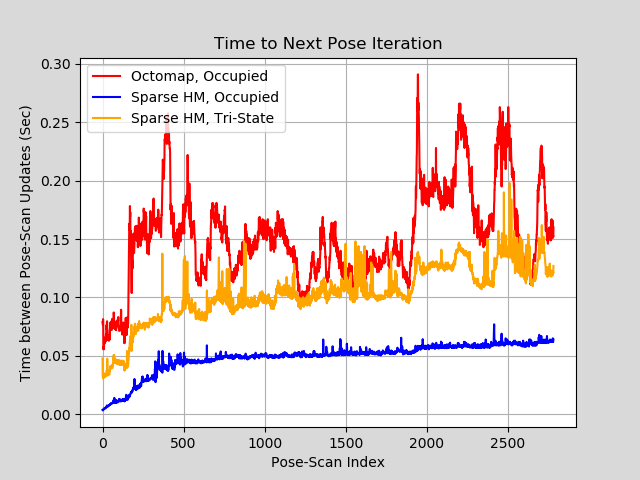 Time to Next Pose Iteration
Octomap, Occupied
Sparse HM, Occupied
Sparse HM, Tri-State
Time between Pose-Scan Updates (Sec)
0.30
0.25
0.20
0.15
0.10
0.05
0.00
0 500 1000 1500 2000 2500
Pose-Scan Index